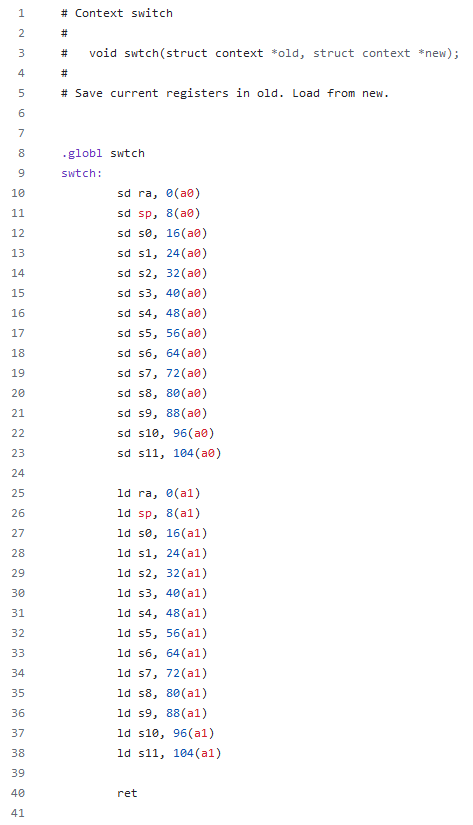 1 # Context switch
2 #
3 #   void swtch(struct context *old, struct context *new);
4 #
5 # Save current registers in old. Load from new.
6
7
8 .globl swtch
9 swtch:
10         sd ra, 0(a0)
11         sd sp, 8(a0)
12         sd s0, 16(a0)
13         sd s1, 24(a0)
14         sd s2, 32(a0)
15         sd s3, 40(a0)
16         sd s4, 48(a0)
17         sd s5, 56(a0)
18         sd s6, 64(a0)
19         sd s7, 72(a0)
20         sd s8, 80(a0)
21         sd s9, 88(a0)
22         sd s10, 96(a0)
23         sd s11, 104(a0)
24
25         ld ra, 0(a1)
26         ld sp, 8(a1)
27         ld s0, 16(a1)
28         ld s1, 24(a1)
29         ld s2, 32(a1)
30         ld s3, 40(a1)
31         ld s4, 48(a1)
32         ld s5, 56(a1)
33         ld s6, 64(a1)
34         ld s7, 72(a1)
35         ld s8, 80(a1)
36         ld s9, 88(a1)
37         ld s10, 96(a1)
38         ld s11, 104(a1)
39
40         ret
41